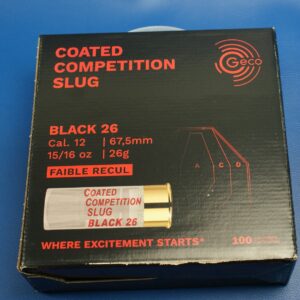 COATED
COMPETITION
SLUG
Geco
BLACK 26
Cal. 12 | 67,5mm
15/16 oz | 26g
FAIBLE RECUL
A C D
COATED
COMPETITION
SLUG
BLACK 26
WHERE EXCITEMENT STARTS*
100